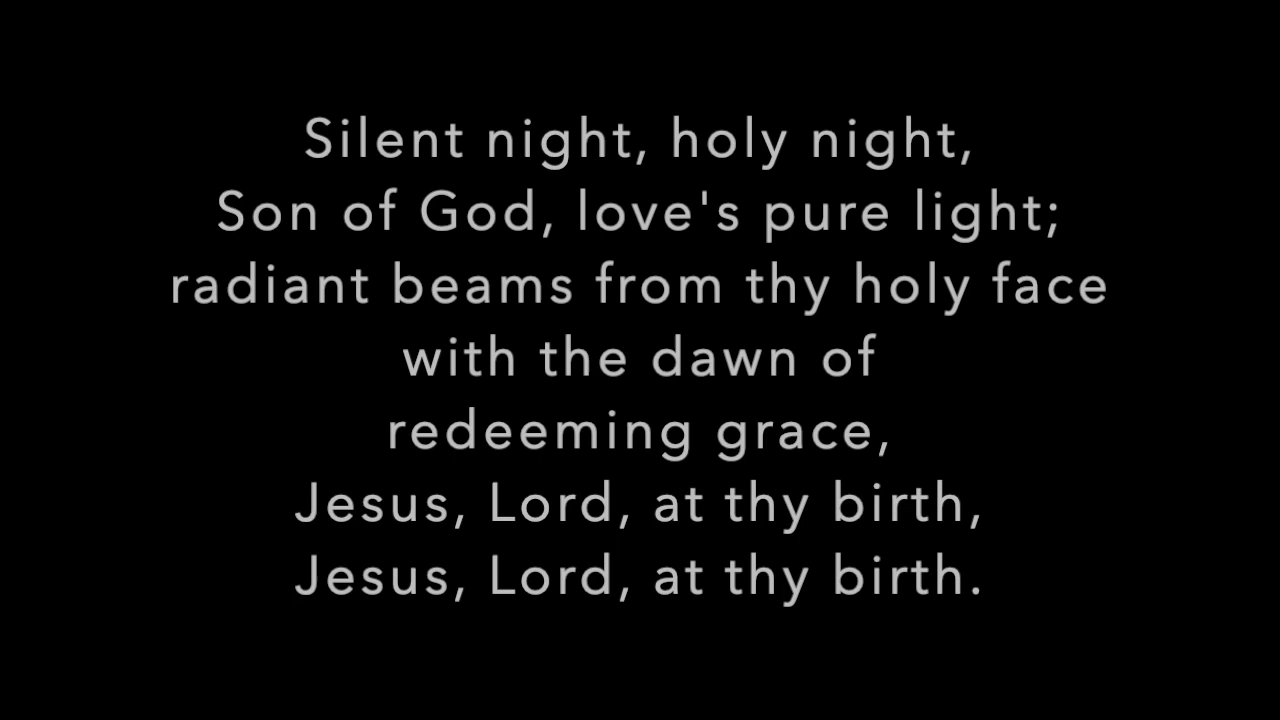 Silent night, holy night,
Son of God, love's pure light;
radiant beams from thy holy face
with the dawn of
redeeming grace,
Jesus, Lord, at thy birth,
Jesus, Lord, at thy birth.